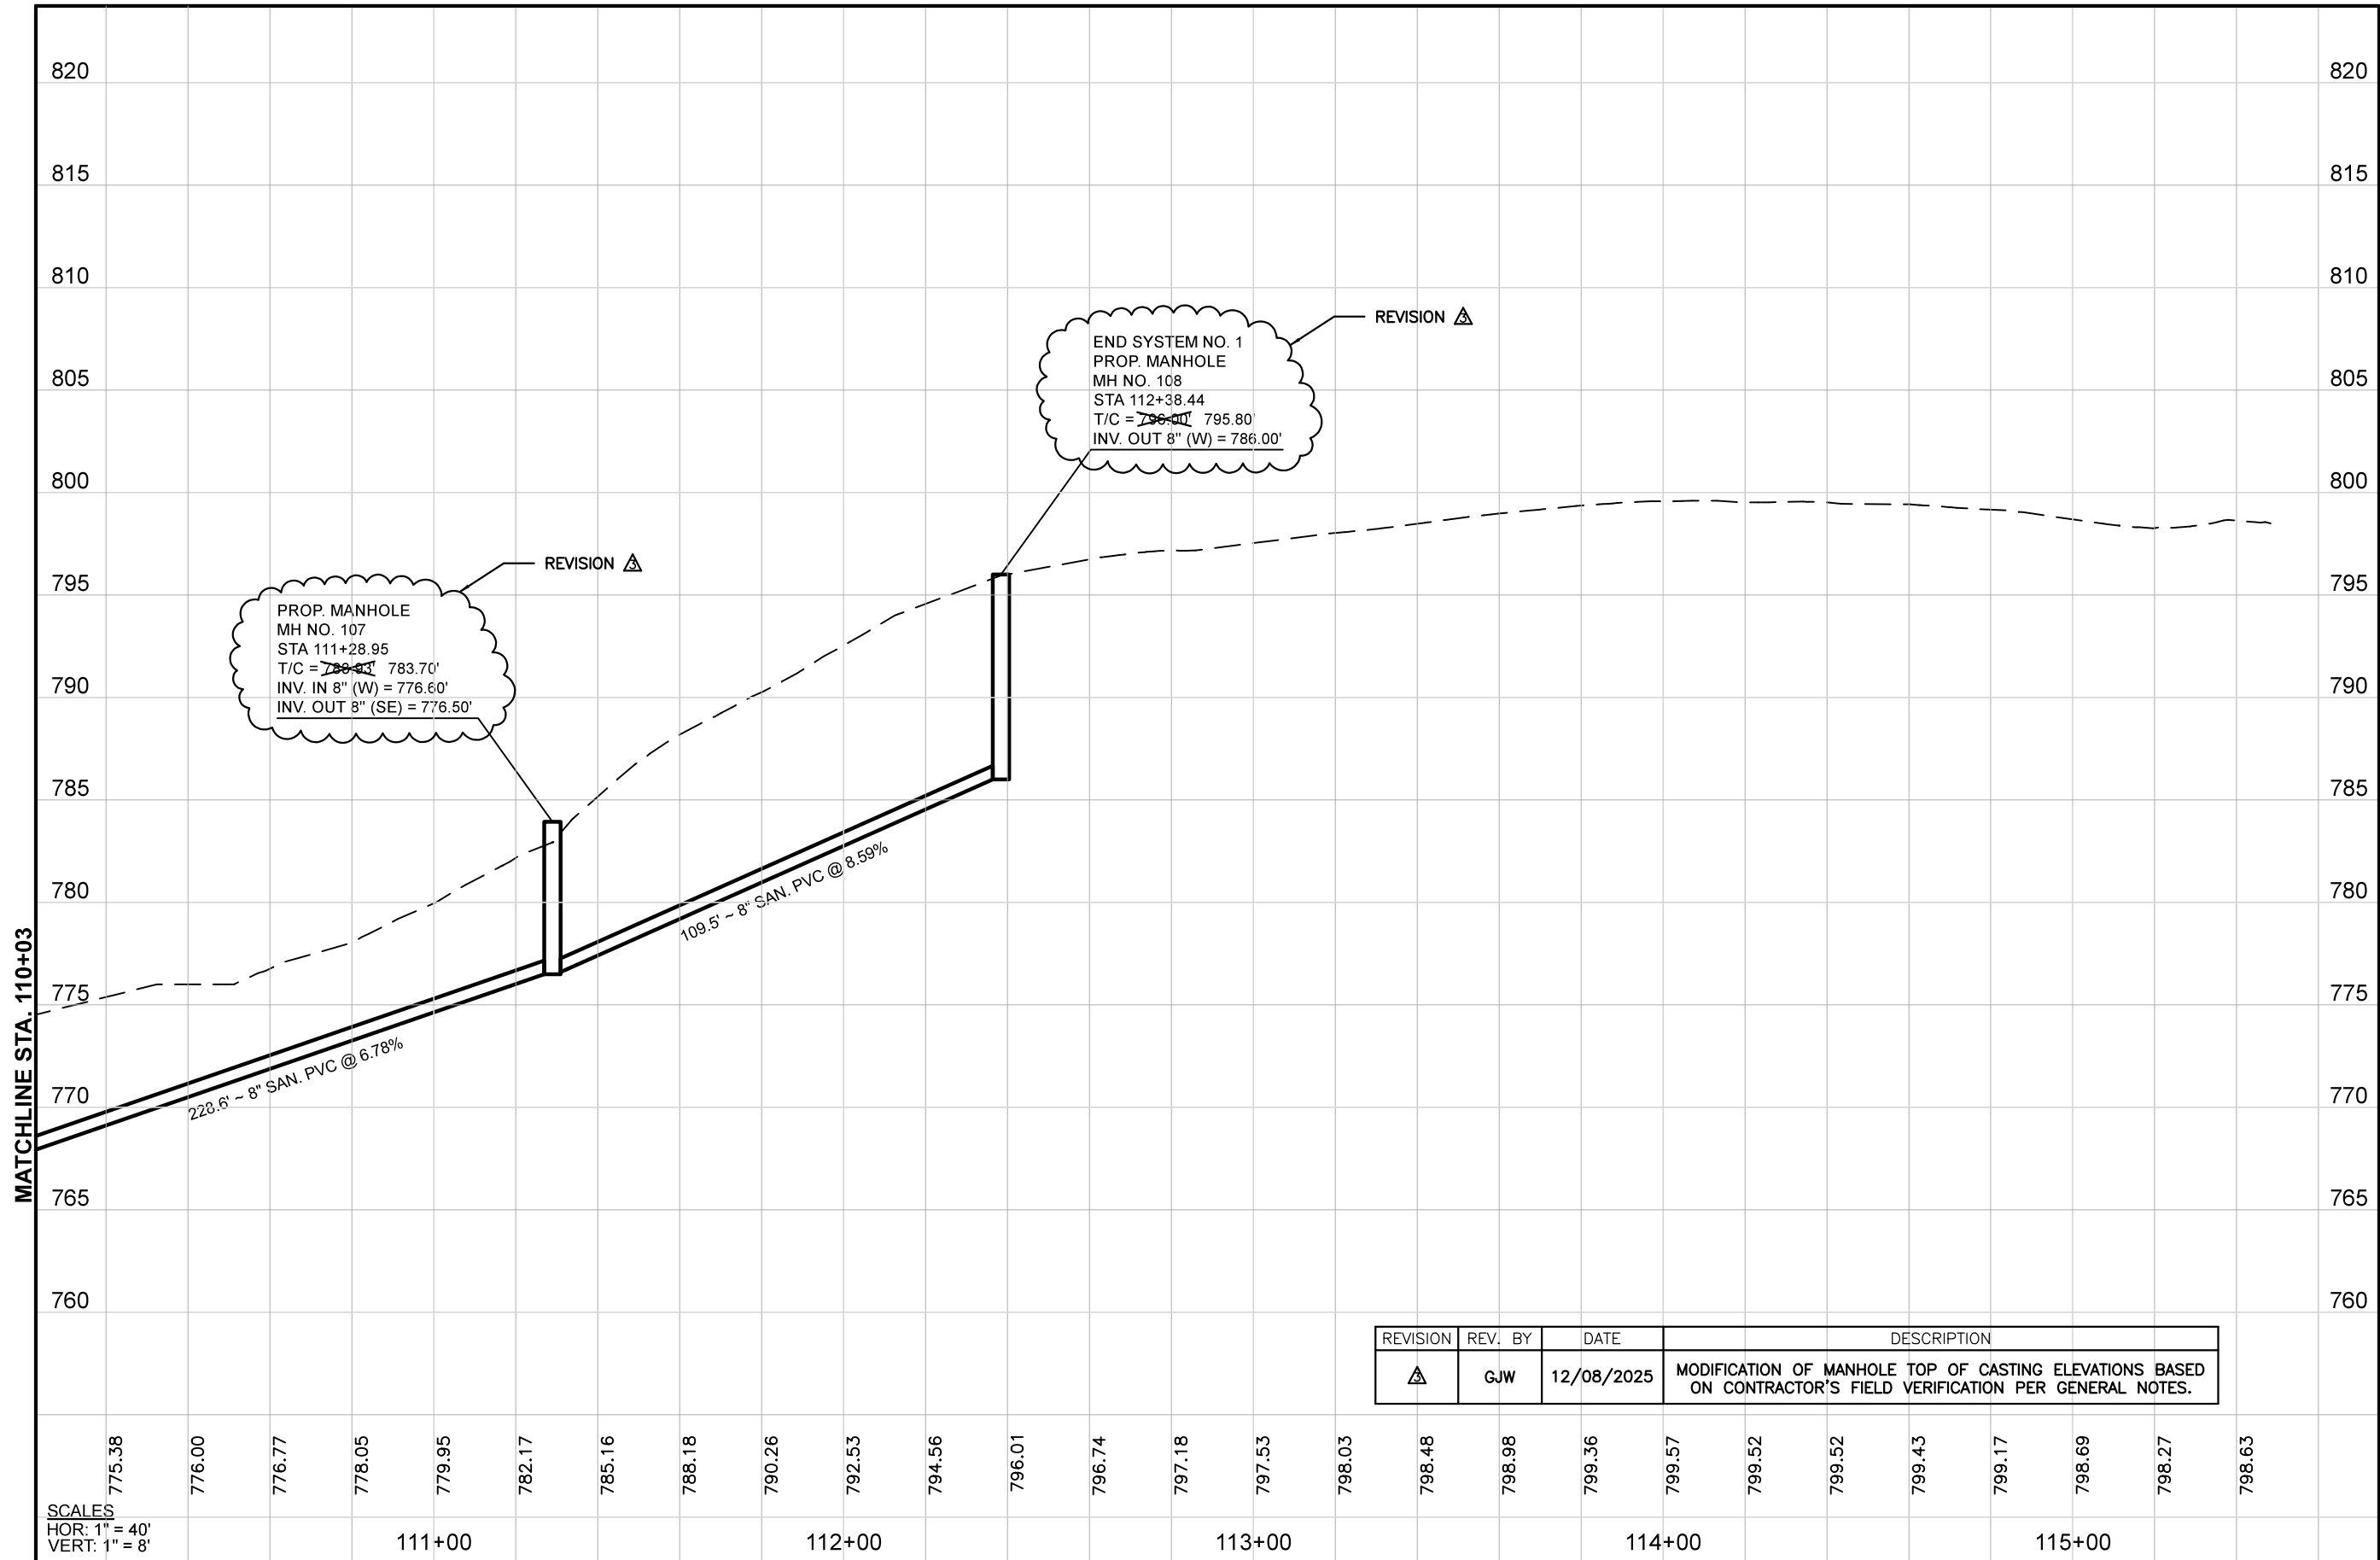 820
820
815
815
810
810
END SYSTEM NO. 1
PROP. MANHOLE
MH NO. 108
STA 112+38.44
T/C = 796.00' 795.80'
INV. OUT 8" (W) = 786.00'
REVISION 3
805
805
800
800
REVISION 3
795
795
PROP. MANHOLE
MH NO. 107
STA 111+28.95
T/C = 783.70'
INV. IN 8" (W) = 776.60'
INV. OUT 8" (SE) = 776.50'
790
790
785
785
109.5' ~ 8" SAN. PVC @ 8.59%
780
780
MATCHLINE STA. 110+03
775
775
228.6' ~ 8" SAN. PVC @ 6.78%
770
770
765
765
760
760
REVISION REV. BY DATE DESCRIPTION
3 GJW 12/08/2025 MODIFICATION OF MANHOLE TOP OF CASTING ELEVATIONS BASED
ON CONTRACTOR'S FIELD VERIFICATION PER GENERAL NOTES.
775.38
776.00
776.77
778.05
779.95
782.17
785.16
788.18
790.26
792.53
794.56
796.01
796.74
797.18
797.53
798.03
798.48
798.98
799.36
799.57
799.52
799.52
799.43
799.17
798.69
798.27
798.63
SCALES
HOR: 1" = 40'
VERT: 1" = 8'
111+00
112+00
113+00
114+00
115+00